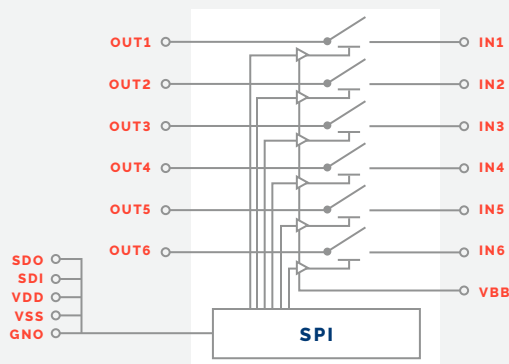 OUT1 IN1
OUT2 IN2
OUT3 IN3
OUT4 IN4
OUT5 IN5
OUT6 IN6
SDO
SDI
VDD VBB
VSS
GNO
SPI